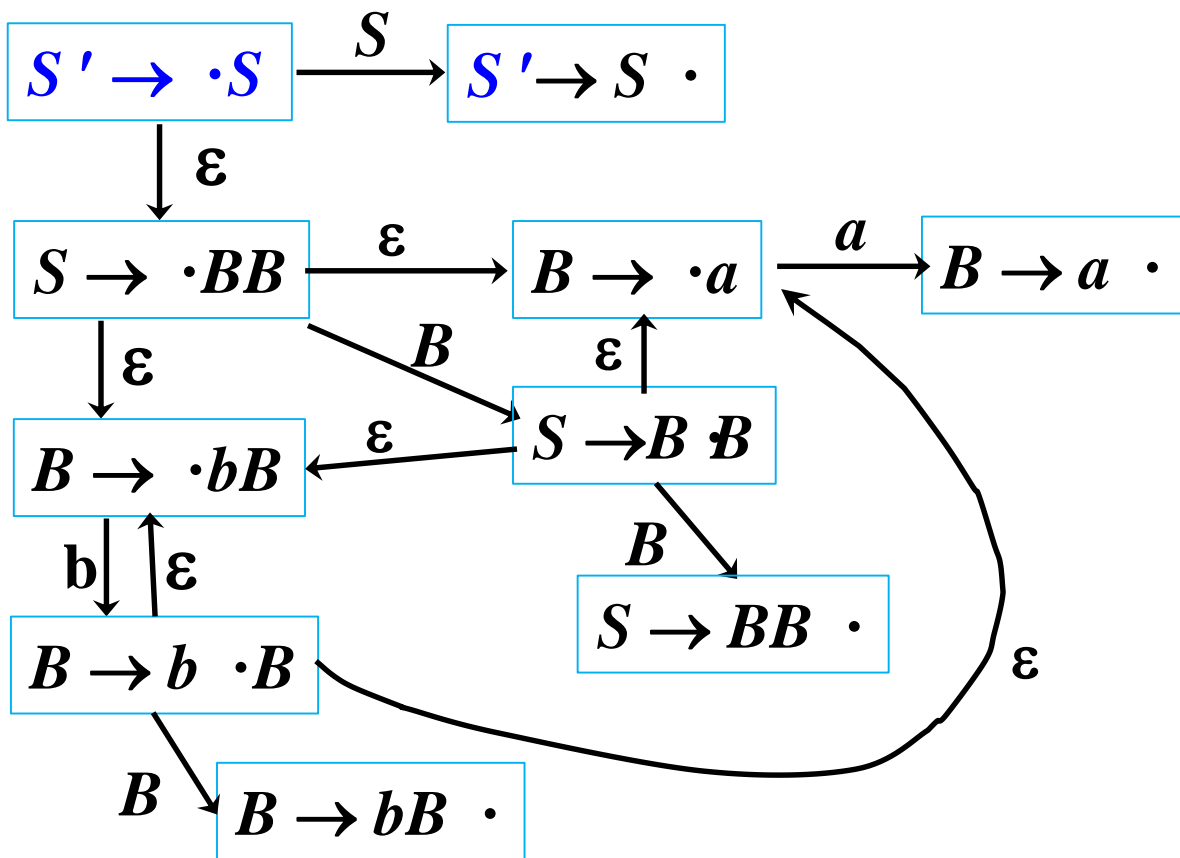 S
S' → ·S
S' → S ·
ε
S → ·BB
ε
B → ·a
a
B → a ·
ε
B
ε
B → ·bB
ε
S → B ·B
b
ε
B
B → b ·B
S → BB ·
ε
B
B → bB ·